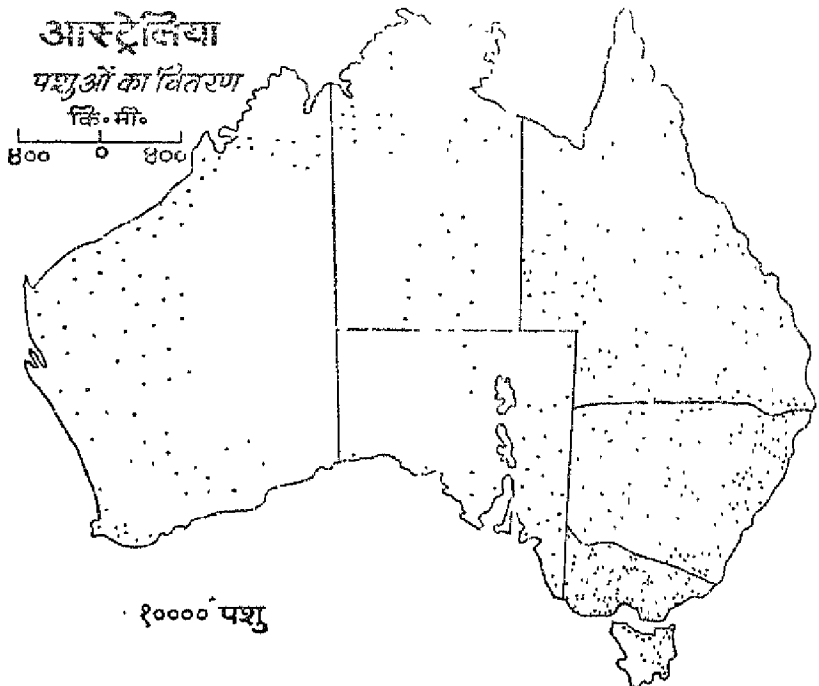 आस्ट्रेलिया
पशुओं का वितरण
कि॰ मी॰
४०० ० ४००
· १०००० पशु